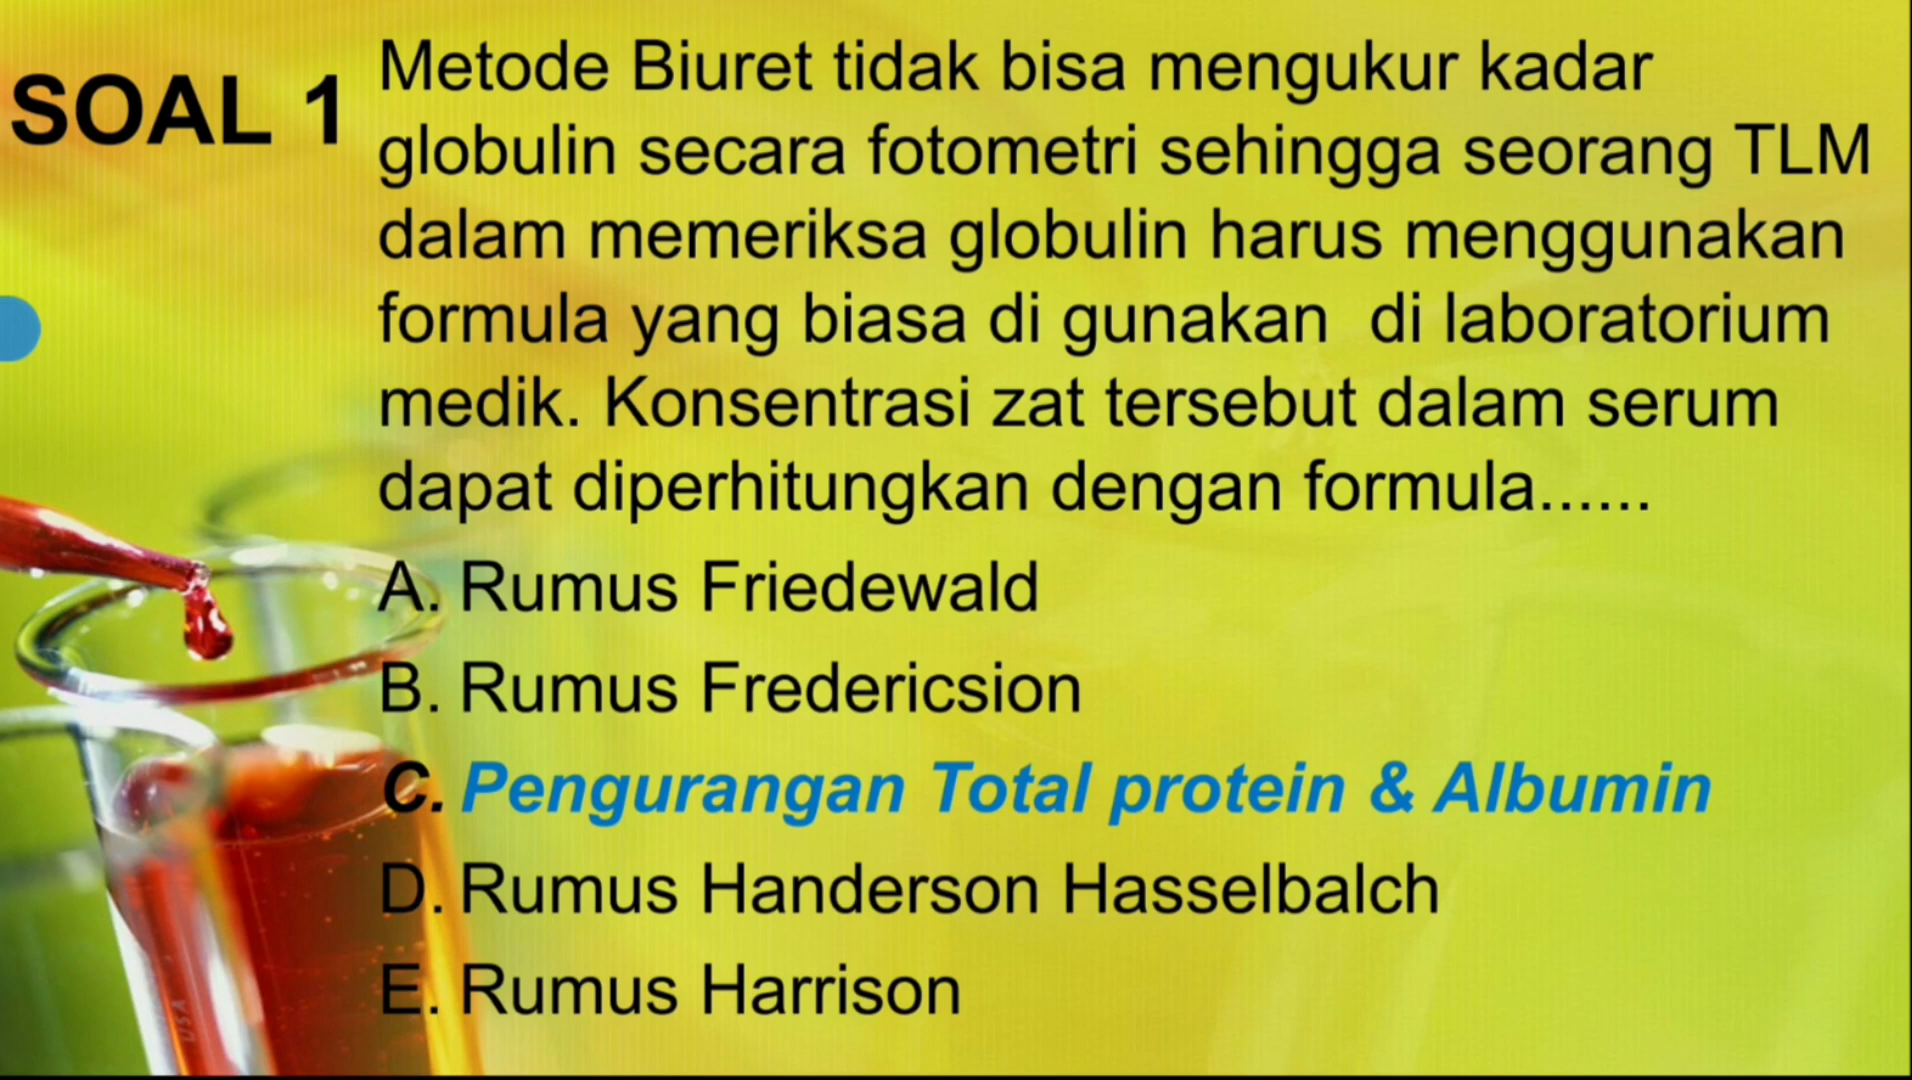 SOAL 1
Metode Biuret tidak bisa mengukur kadar
globulin secara fotometri sehingga seorang TLM
dalam memeriksa globulin harus menggunakan
formula yang biasa di gunakan di laboratorium
medik. Konsentrasi zat tersebut dalam serum
dapat diperhitungkan dengan formula......
A. Rumus Friedewald
B. Rumus Fredericsion
C. Pengurangan Total protein & Albumin
D. Rumus Handerson Hasselbalch
E. Rumus Harrison
USA